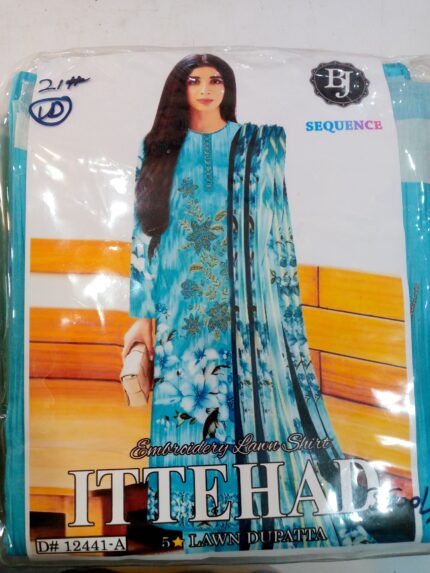 21#
BJ
SEQUENCE
Embroidery Lawn Shirt
ITTEHAD
D# 12441-A
5★ LAWN DUPATTA